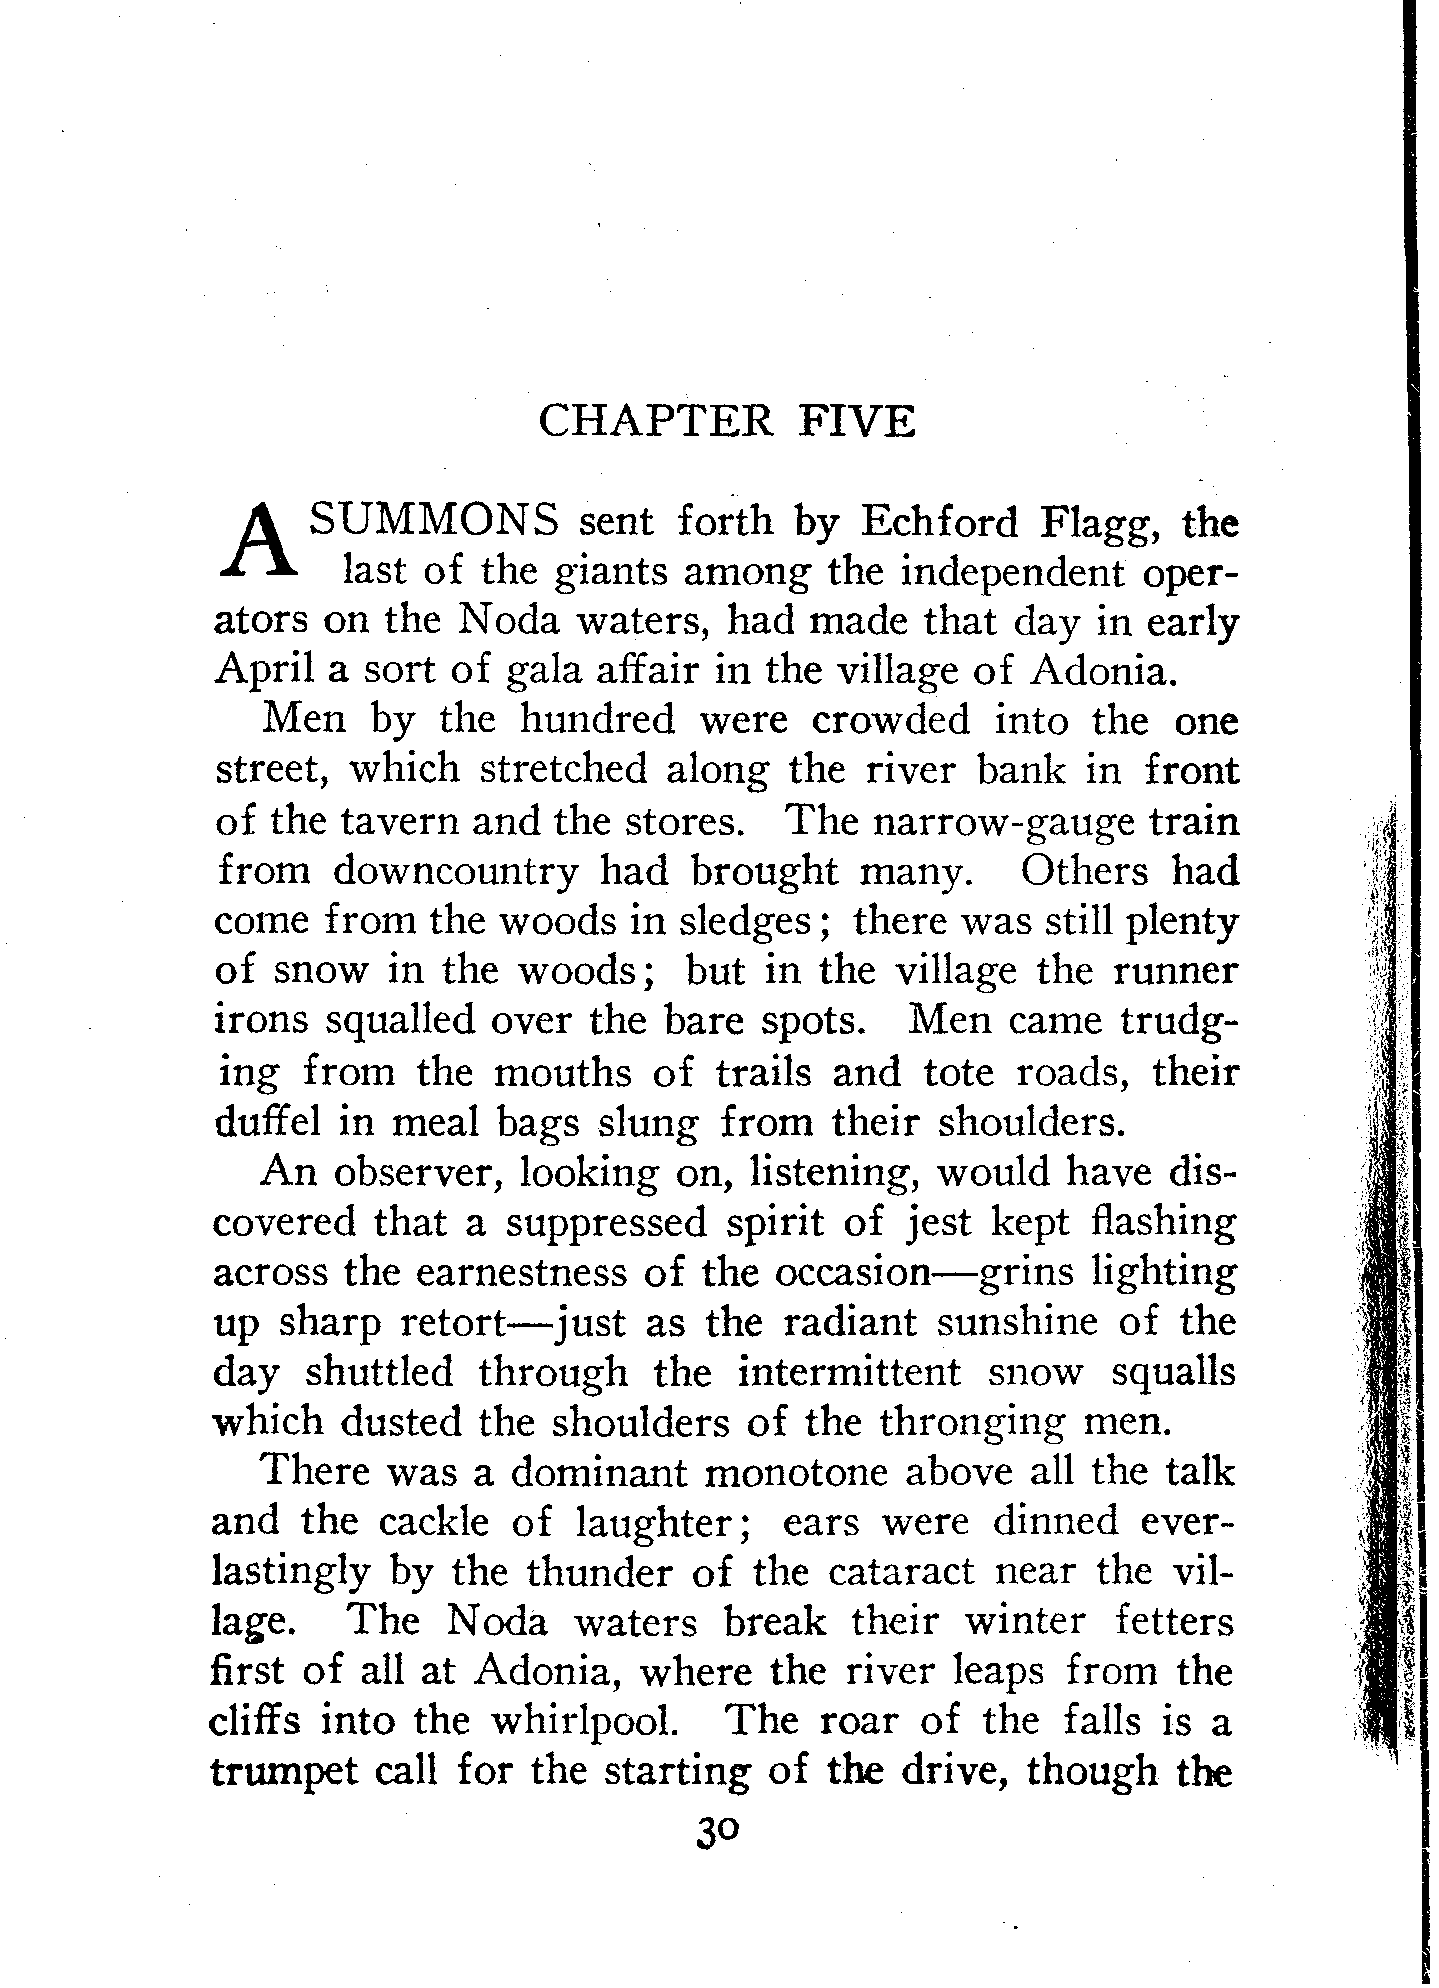 CHAPTER FIVE
A SUMMONS sent forth by Echford Flagg, the
last of the giants among the independent oper-
ators on the Noda waters, had made that day in early
April a sort of gala affair in the village of Adonia.
Men by the hundred were crowded into the one
street, which stretched along the river bank in front
of the tavern and the stores. The narrow-gauge train
from downcountry had brought many. Others had
come from the woods in sledges; there was still plenty
of snow in the woods; but in the village the runner
irons squalled over the bare spots. Men came trudg-
ing from the mouths of trails and tote roads, their
duffel in meal bags slung from their shoulders.
An observer, looking on, listening, would have dis-
covered that a suppressed spirit of jest kept flashing
across the earnestness of the occasion—grins lighting
up sharp retort—just as the radiant sunshine of the
day shuttled through the intermittent snow squalls
which dusted the shoulders of the thronging men.
There was a dominant monotone above all the talk
and the cackle of laughter; ears were dinned ever-
lastingly by the thunder of the cataract near the vil-
lage. The Noda waters break their winter fetters
first of all at Adonia, where the river leaps from the
cliffs into the whirlpool. The roar of the falls is a
trumpet call for the starting of the drive, though the
30